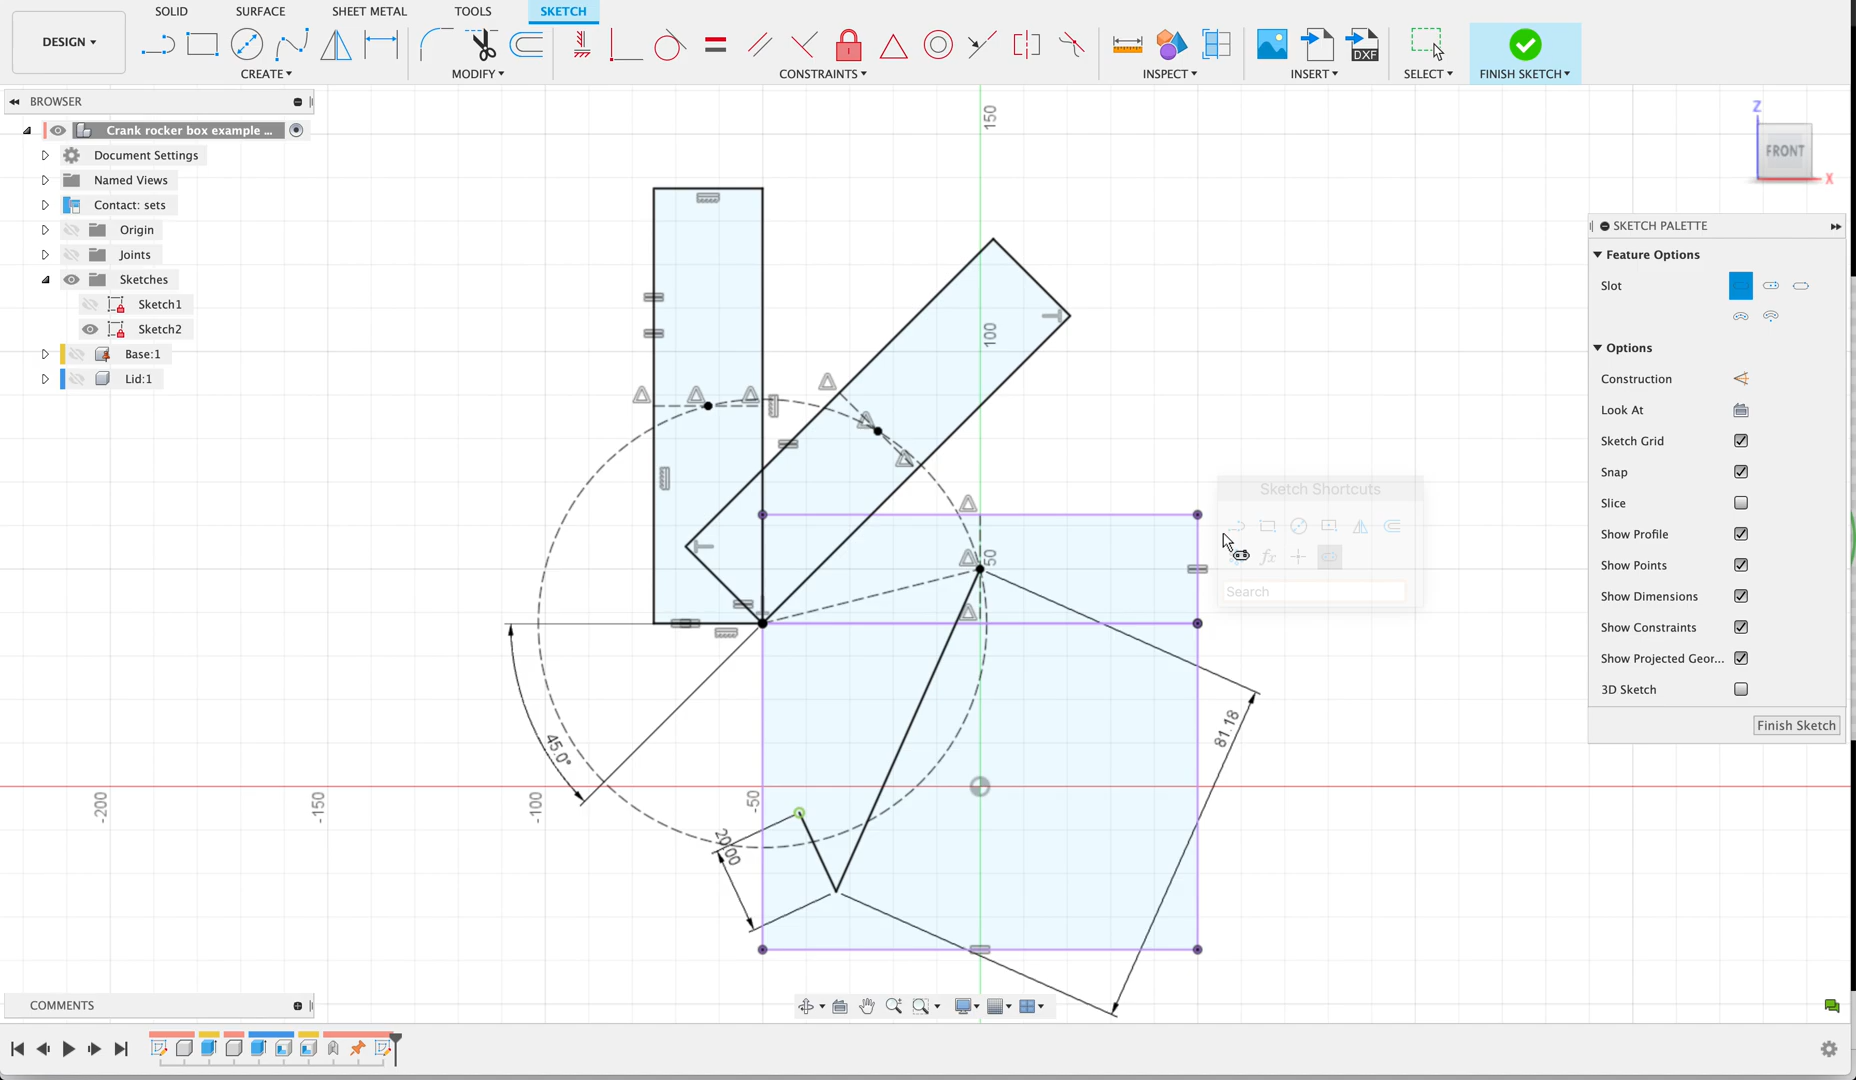 SOLID
SURFACE
SHEET METAL
TOOLS
SKETCH
DESIGN
CREATE
MODIFY
CONSTRAINTS
INSPECT
INSERT
SELECT
FINISH SKETCH
DXF
BROWSER
Crank rocker box example ...
Document Settings
Named Views
Contact: sets
Origin
Joints
Sketches
Sketch1
Sketch2
Base:1
Lid:1
150
100
50
-200
-150
-100
-50
45.0°
20.00
81.18
Z
FRONT
X
Sketch Shortcuts
fx
Search
SKETCH PALETTE
Feature Options
Slot
Options
Construction
Look At
Sketch Grid
Snap
Slice
Show Profile
Show Points
Show Dimensions
Show Constraints
Show Projected Geor...
3D Sketch
Finish Sketch
COMMENTS